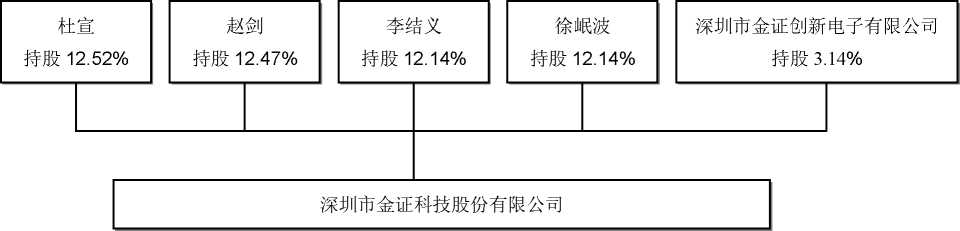 杜宣
持股 12.52%
赵剑
持股 12.47%
李结义
持股 12.14%
徐岷波
持股 12.14%
深圳市金证创新电子有限公司
持股 3.14%
深圳市金证科技股份有限公司